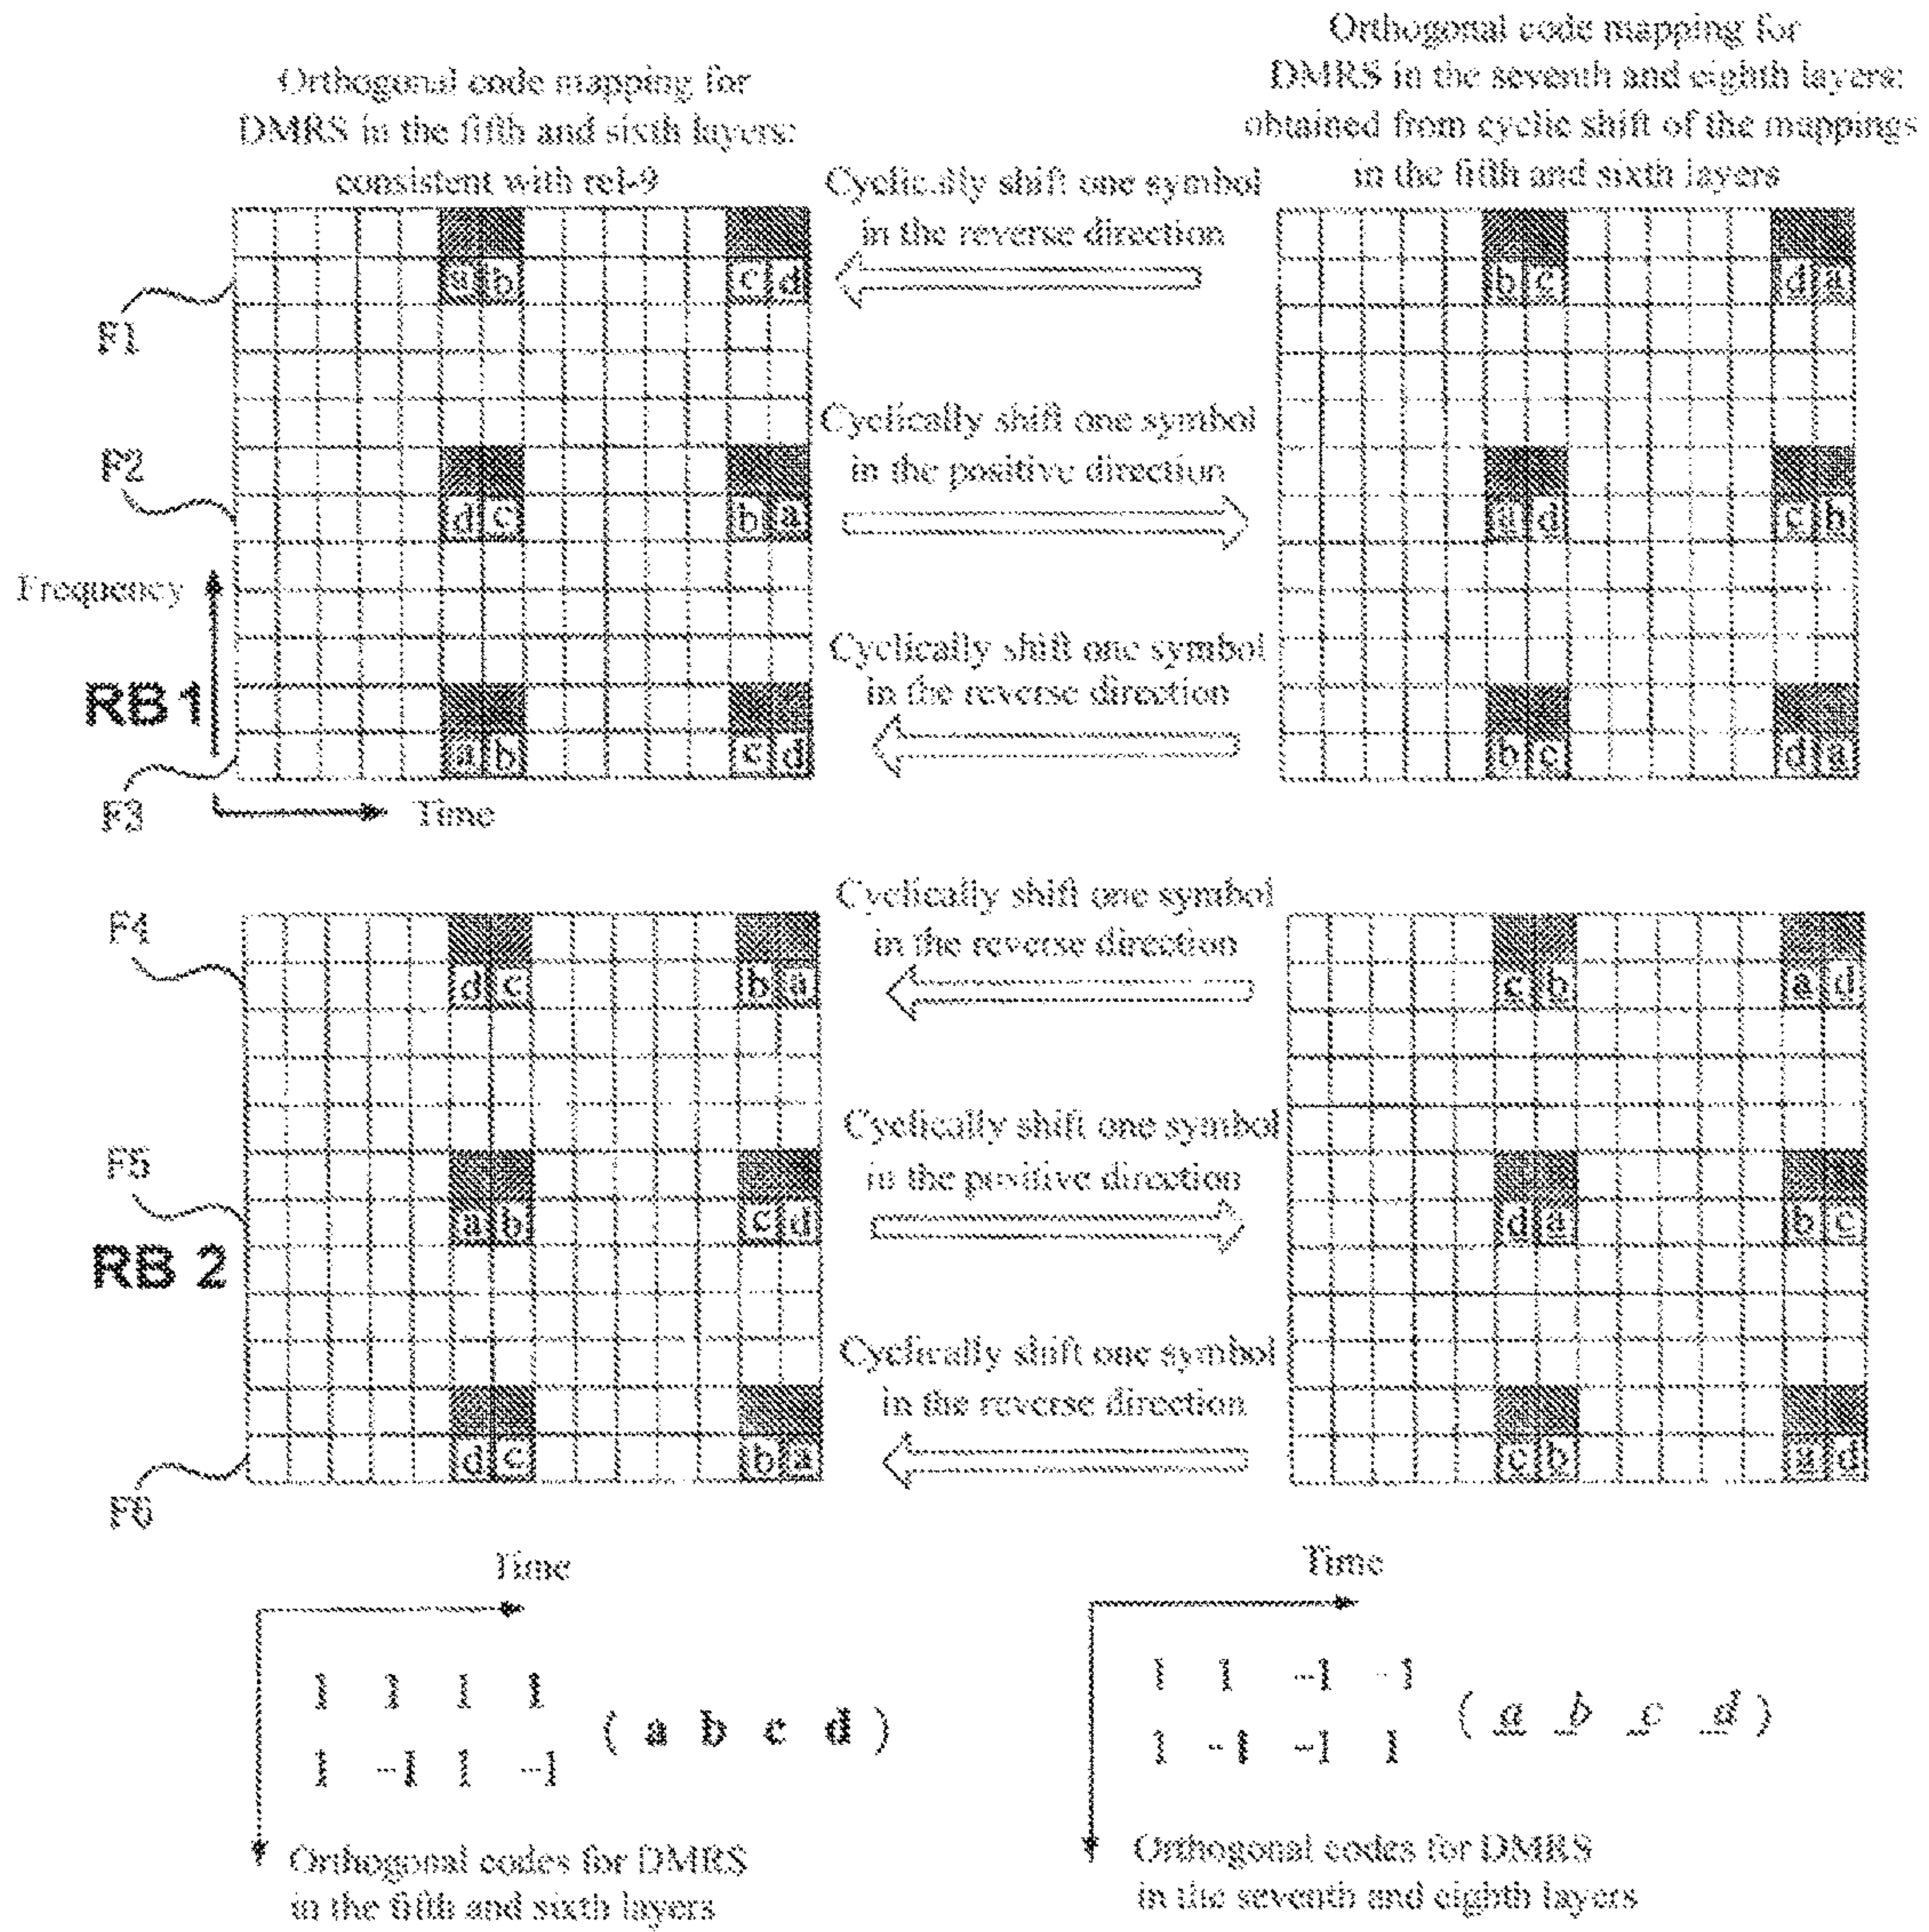 Orthogonal code mapping for
DMRS in the fifth and sixth layers:
consistent with rel-9
Orthogonal code mapping for
DMRS in the seventh and eighth layers:
obtained from cyclic shift of the mappings
in the fifth and sixth layers
Cyclically shift one symbol
in the reverse direction
a b c d
b c d a
F1
Cyclically shift one symbol
in the positive direction
F2
d c b a
a d c b
Frequency
Cyclically shift one symbol
in the reverse direction
RB 1
a b c d
b c d a
F3
Time
Cyclically shift one symbol
in the reverse direction
F4
d c b a
c b a d
Cyclically shift one symbol
in the positive direction
F5
a b c d
d a b c
RB 2
Cyclically shift one symbol
in the reverse direction
d c b a
c b a d
F6
Time
1 1 1 1
1 -1 1 -1
( a b c d )
Orthogonal codes for DMRS
in the fifth and sixth layers
Time
1 1 -1 -1
1 -1 -1 1
( a b c d )
Orthogonal codes for DMRS
in the seventh and eighth layers